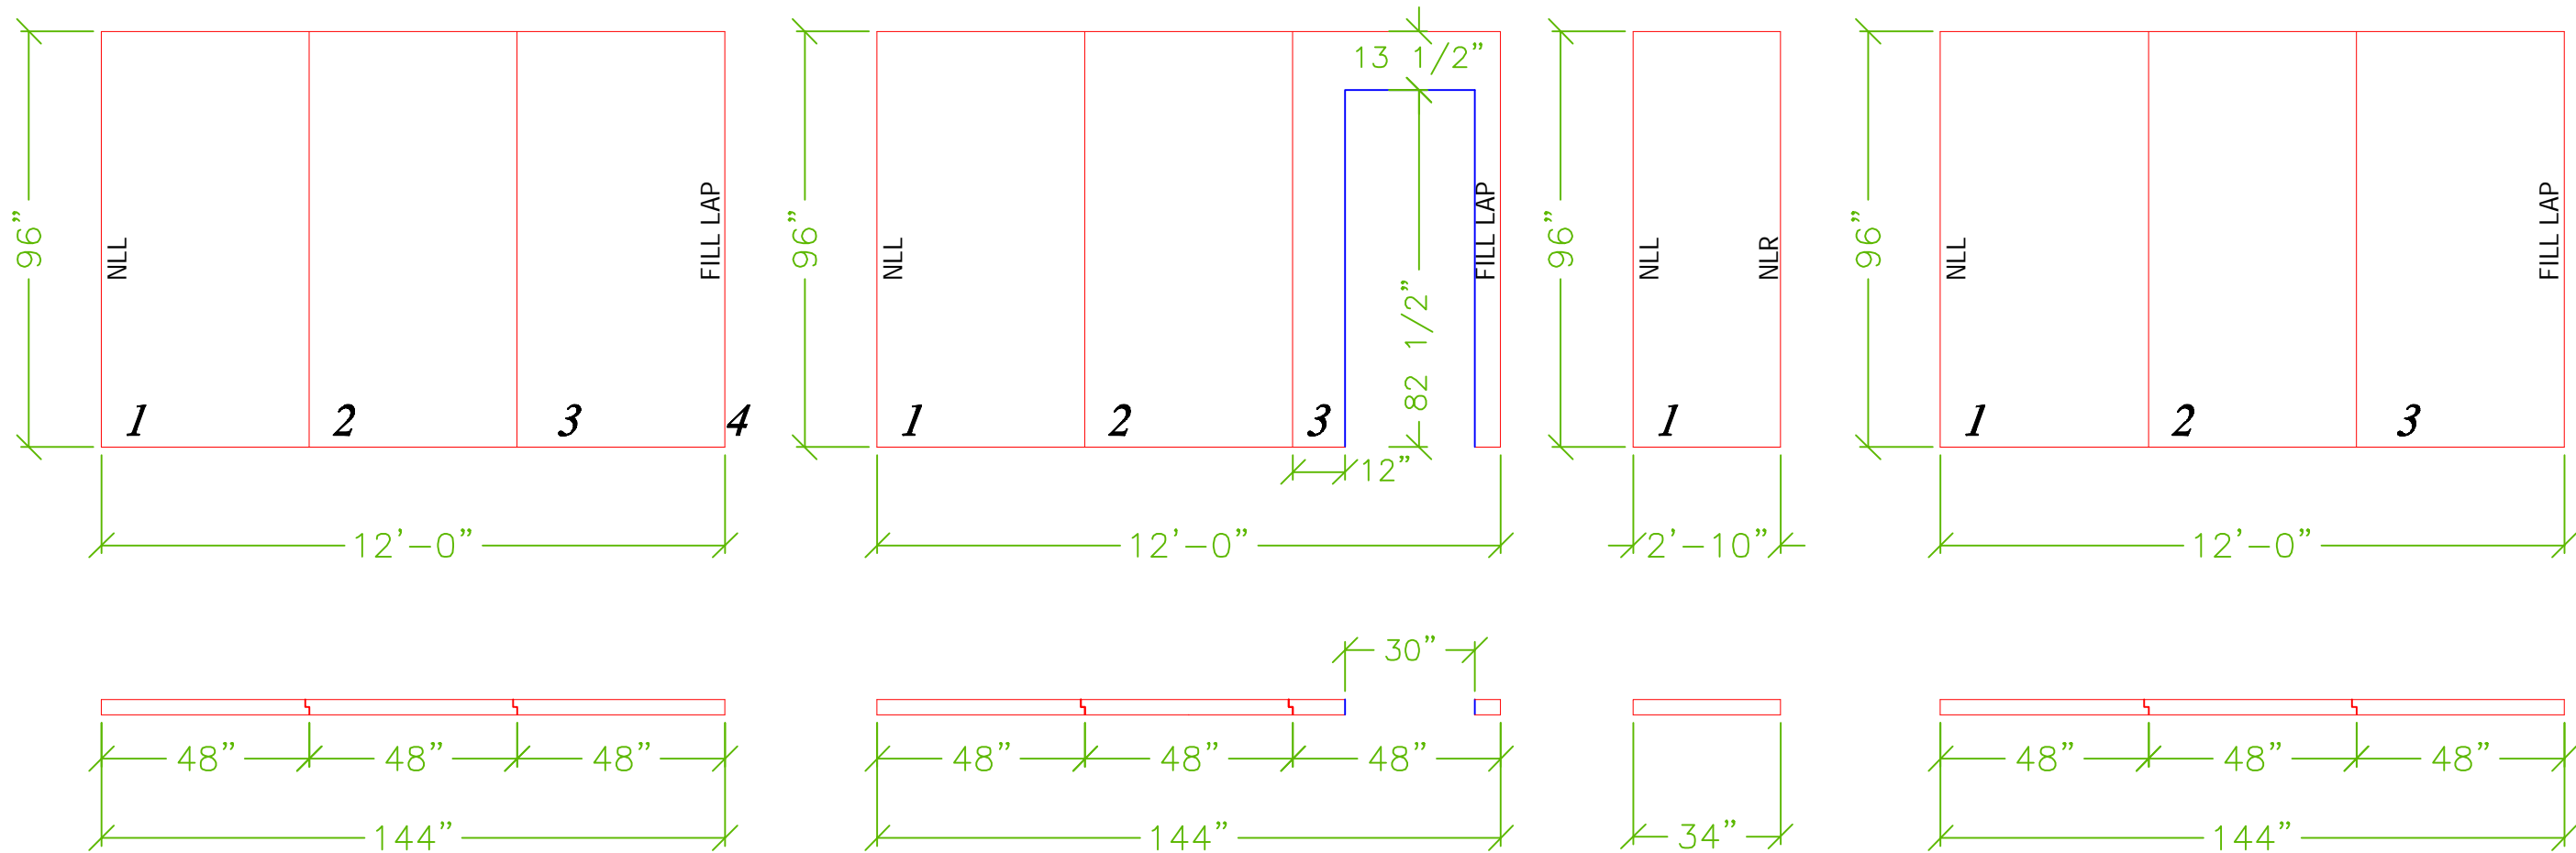 13 1/2”
96”
NLL
FILL LAP
96”
NLL
FILL LAP
82 1/2”
96”
NLL
NLR
96”
NLL
FILL LAP
1 2 3 4
1 2 3
1
1 2 3
12”
12’-0”
12’-0”
2’-10”
12’-0”
30”
48” 48” 48”
48” 48” 48”
48” 48” 48”
144”
144”
34”
144”